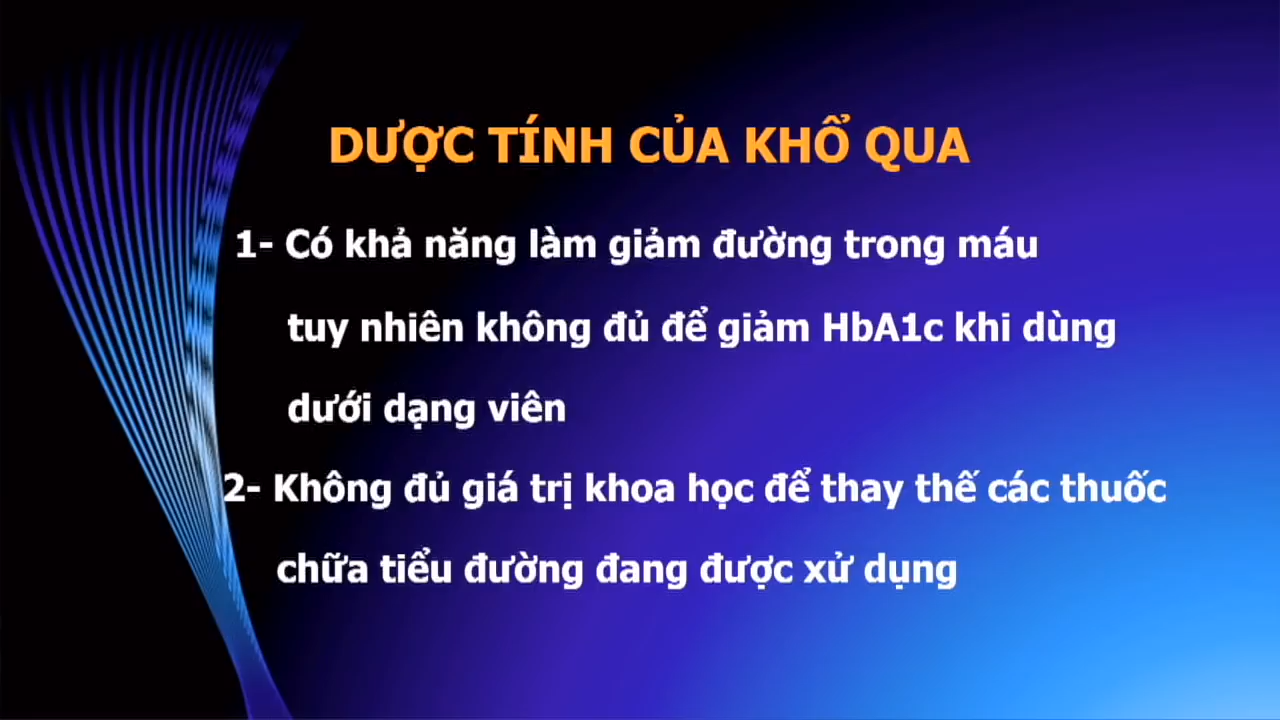 DƯỢC TÍNH CỦA KHỔ QUA
1- Có khả năng làm giảm đường trong máu
tuy nhiên không đủ để giảm HbA1c khi dùng
dưới dạng viên
2- Không đủ giá trị khoa học để thay thế các thuốc
chữa tiểu đường đang được xử dụng